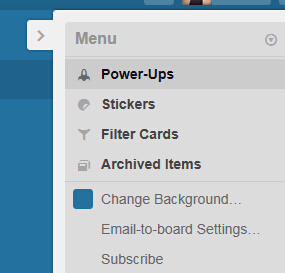 Menu
Power-Ups
Stickers
Filter Cards
Archived Items
Change Background…
Email-to-board Settings…
Subscribe